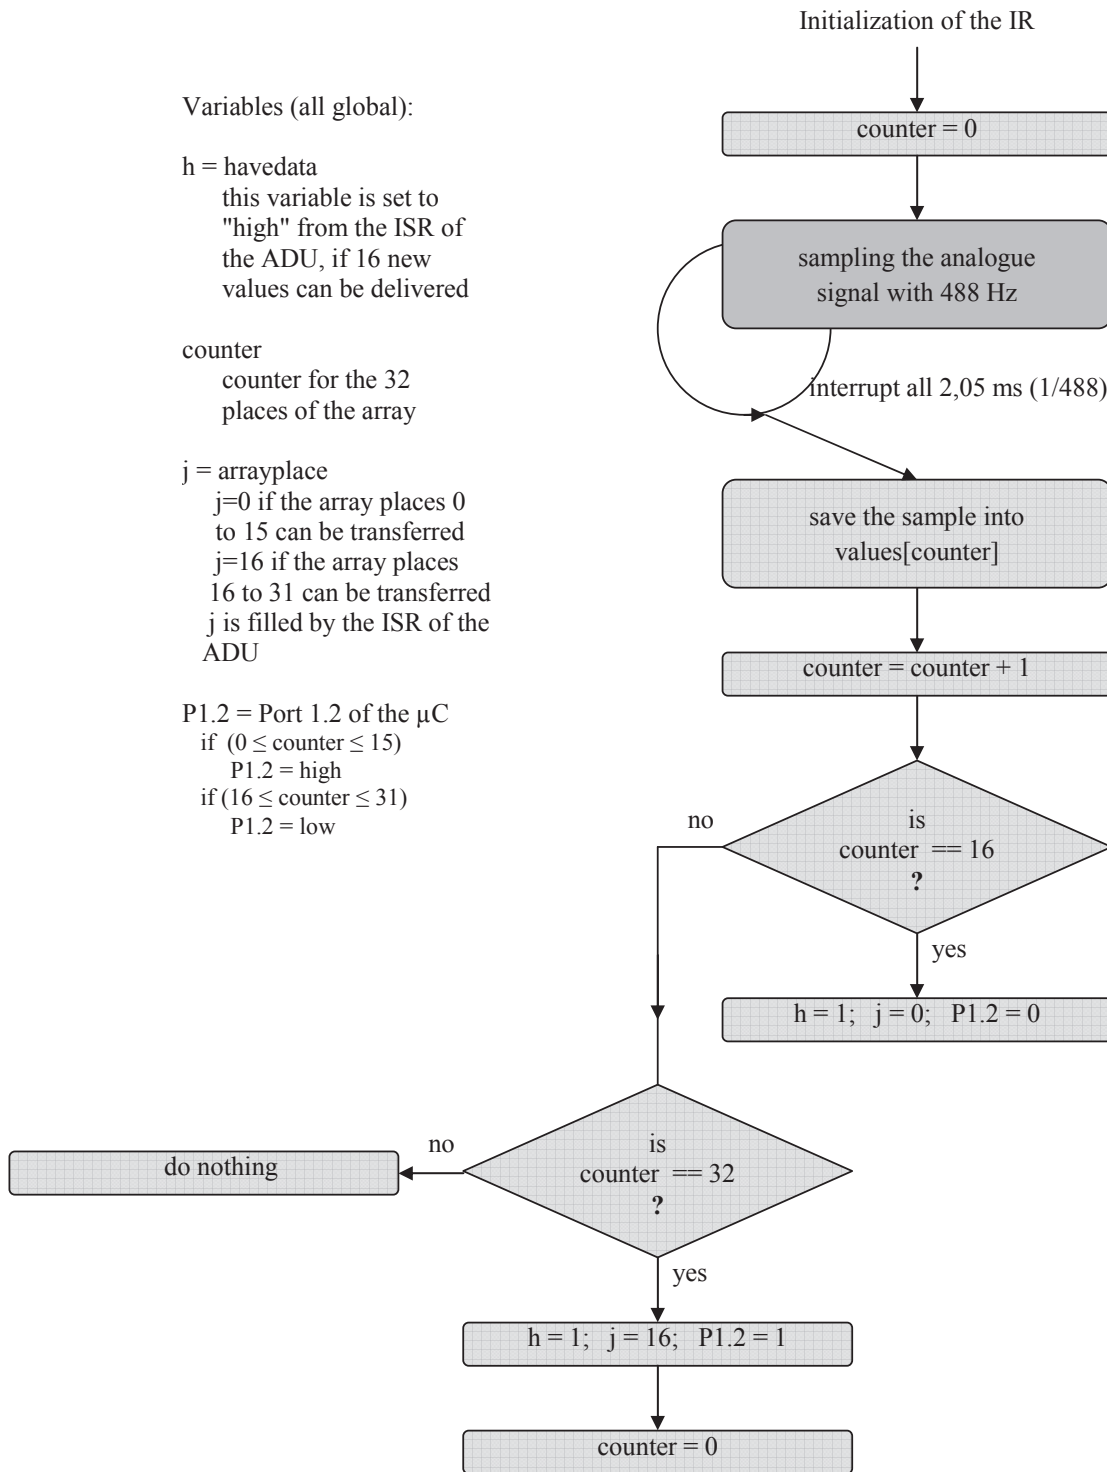 Initialization of the IR
Variables (all global):
h = havedata
this variable is set to
"high" from the ISR of
the ADU, if 16 new
values can be delivered
counter
counter for the 32
places of the array
j = arrayplace
j=0 if the array places 0
to 15 can be transferred
j=16 if the array places
16 to 31 can be transferred
j is filled by the ISR of the
ADU
P1.2 = Port 1.2 of the µC
if (0 ≤ counter ≤ 15)
P1.2 = high
if (16 ≤ counter ≤ 31)
P1.2 = low
counter = 0
sampling the analogue
signal with 488 Hz
interrupt all 2,05 ms (1/488)
save the sample into
values[counter]
counter = counter + 1
is
counter == 16
?
no
yes
h = 1; j = 0; P1.2 = 0
is
counter == 32
?
no
do nothing
yes
h = 1; j = 16; P1.2 = 1
counter = 0